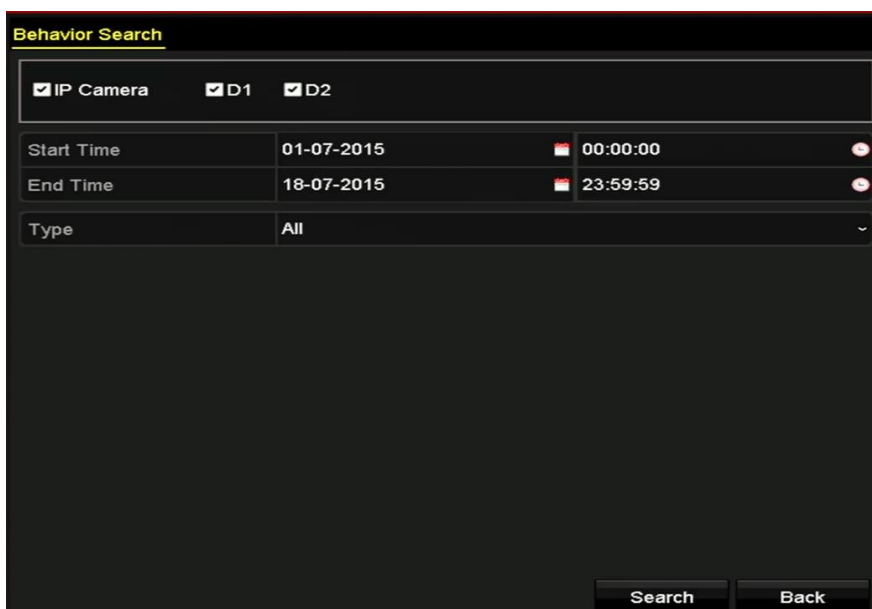 Behavior Search
IP Camera D1 D2
Start Time 01-07-2015 00:00:00
End Time 18-07-2015 23:59:59
Type All
Search Back